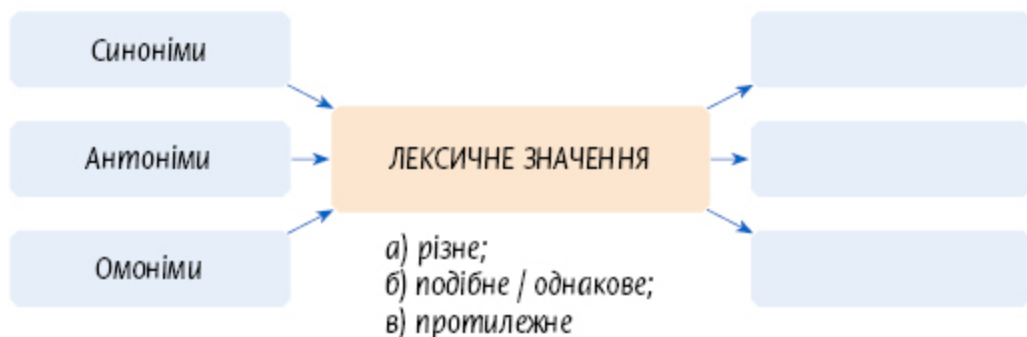 Синоніми
Антоніми
Омоніми
ЛЕКСИЧНЕ ЗНАЧЕННЯ
а) різне;
б) подібне / однакове;
в) протилежне